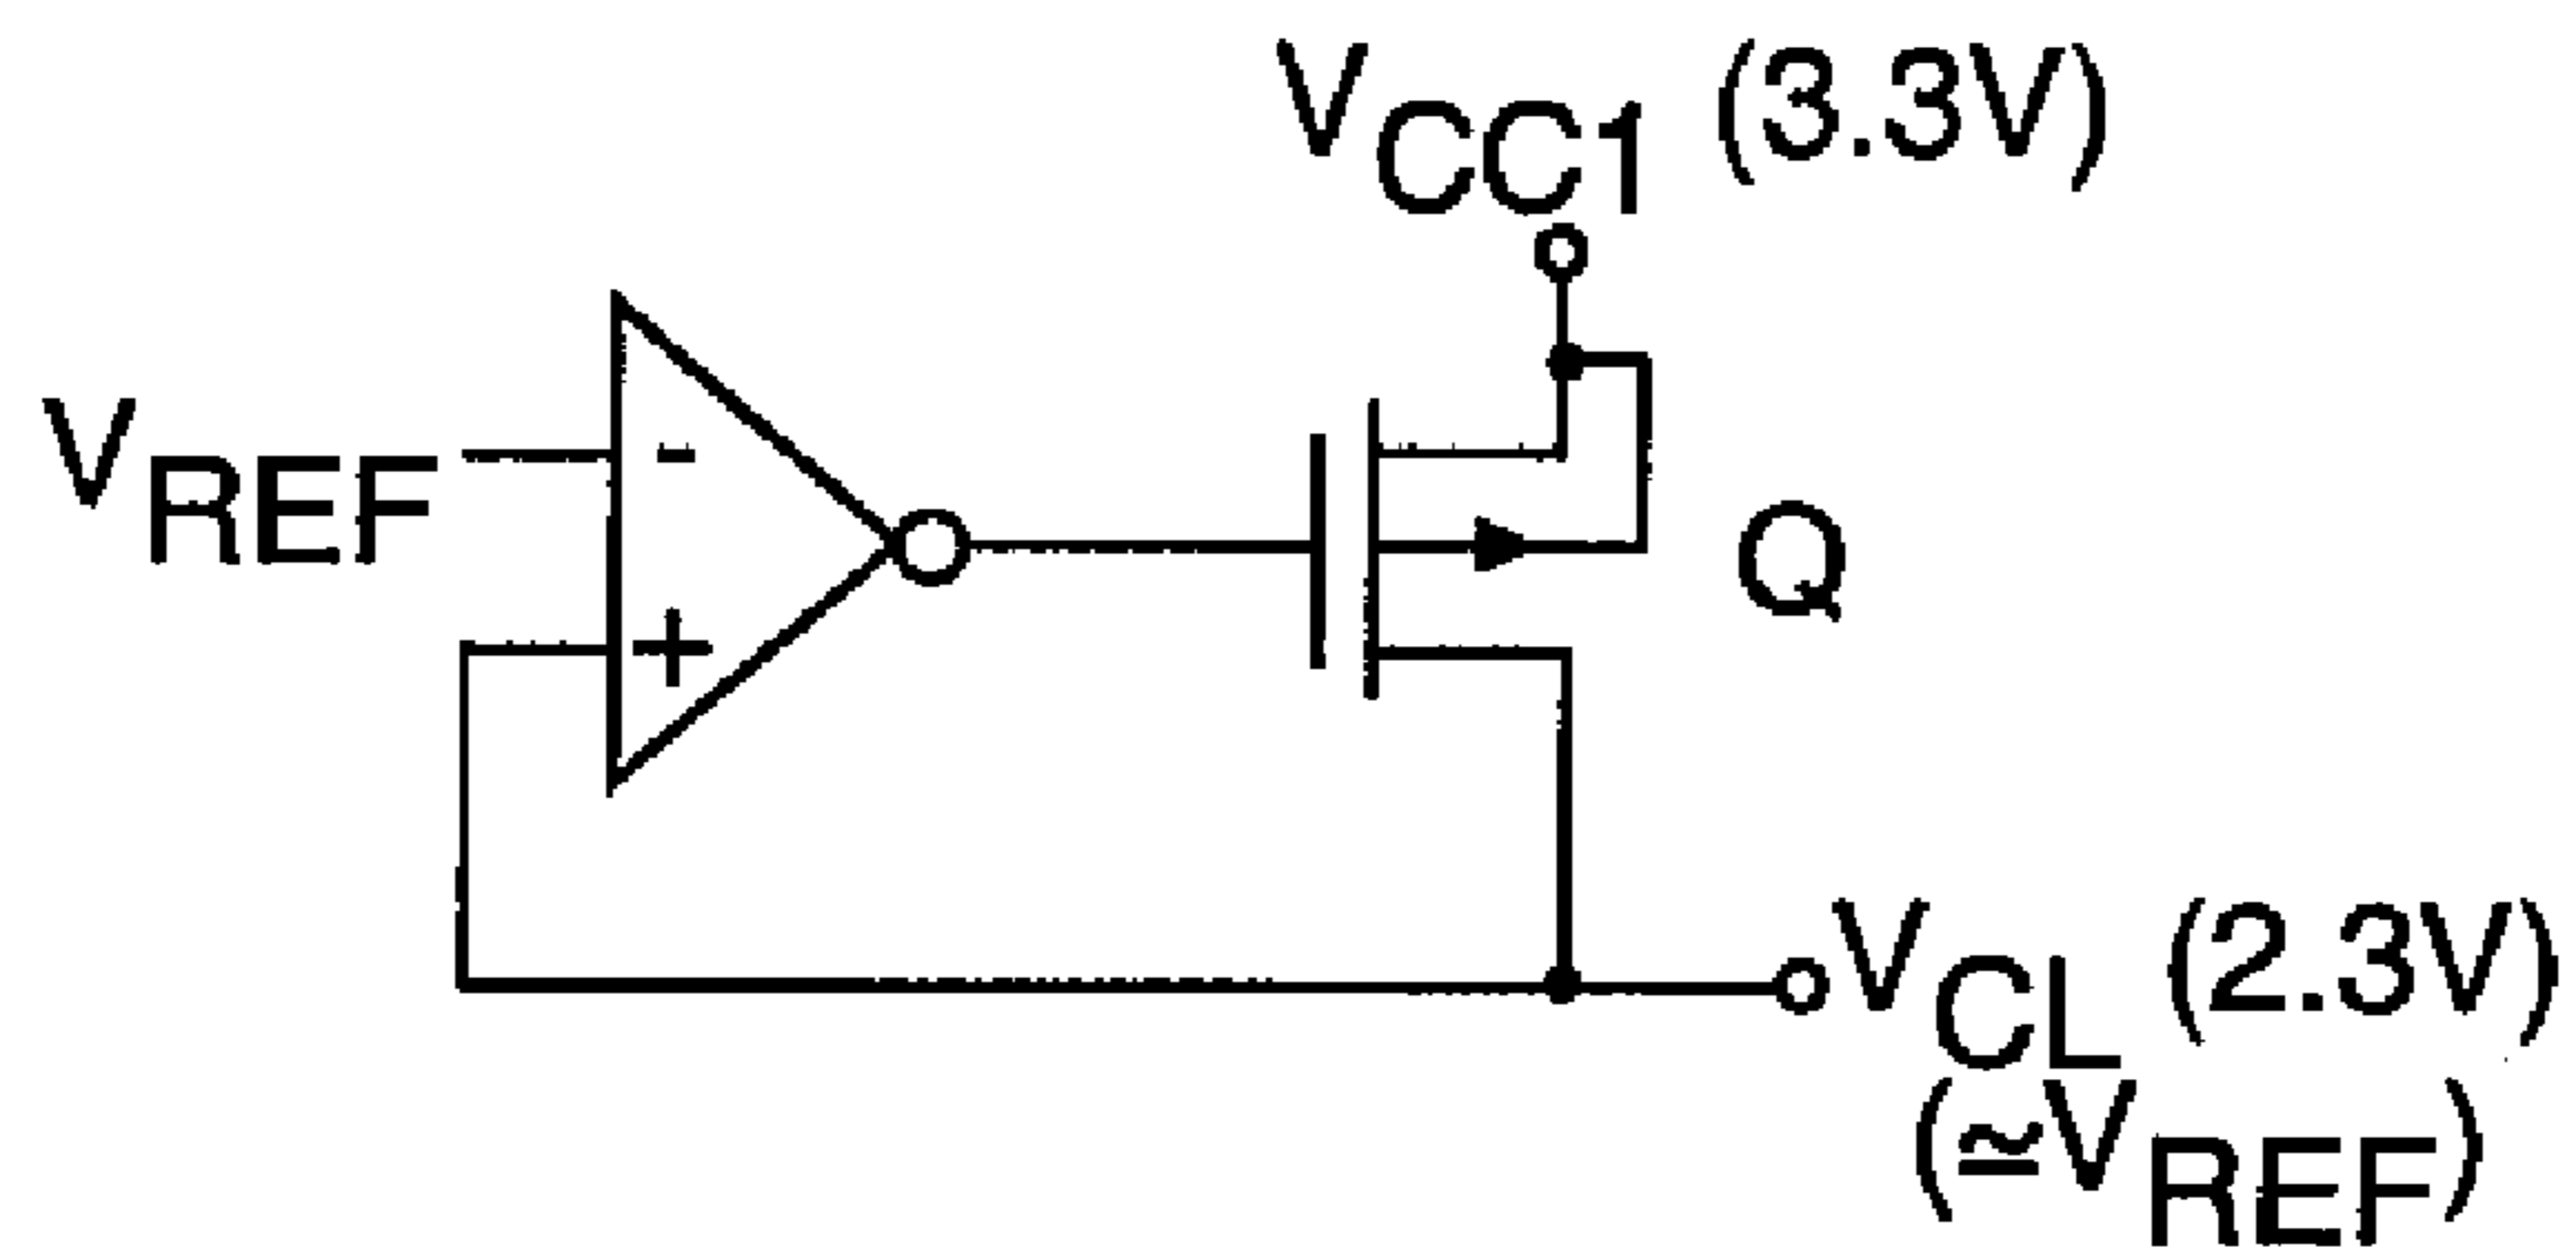 VCC1 (3.3V)
VREF
-
+
Q
VCL (2.3V)
(≃VREF)